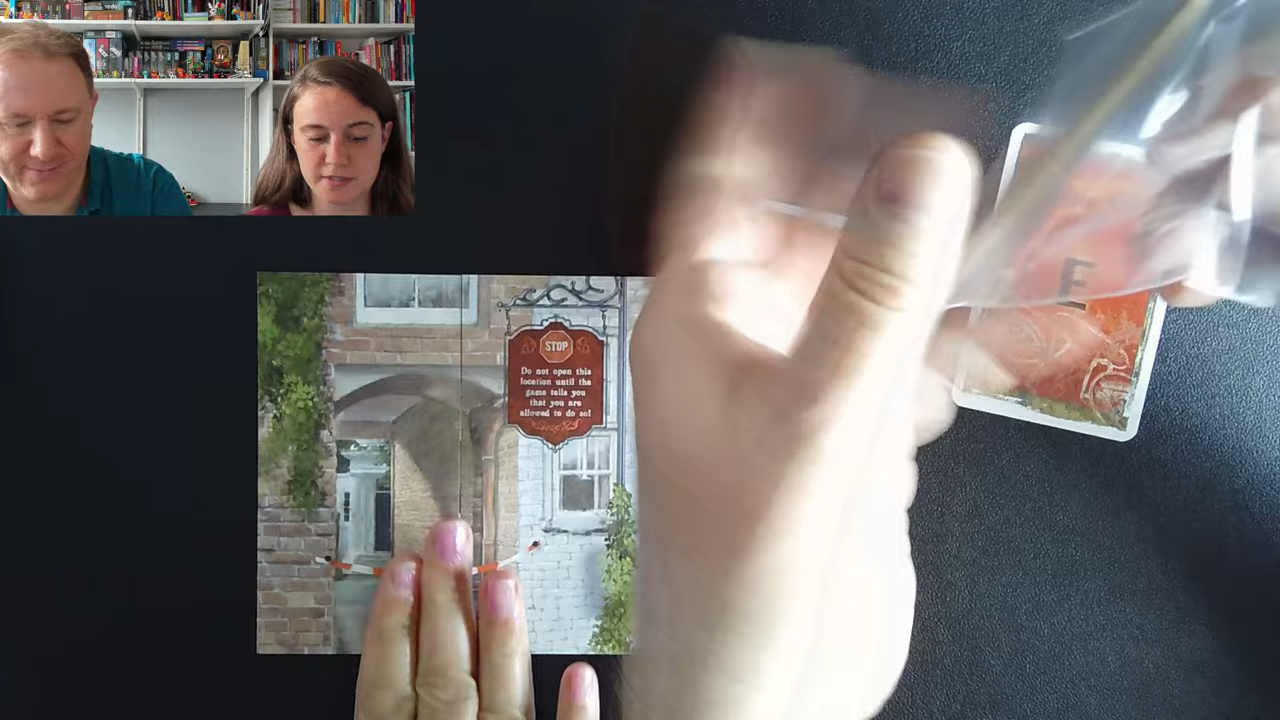 STOP
Do not open this
location until the
game tells you
that you are
allowed to do so!
E